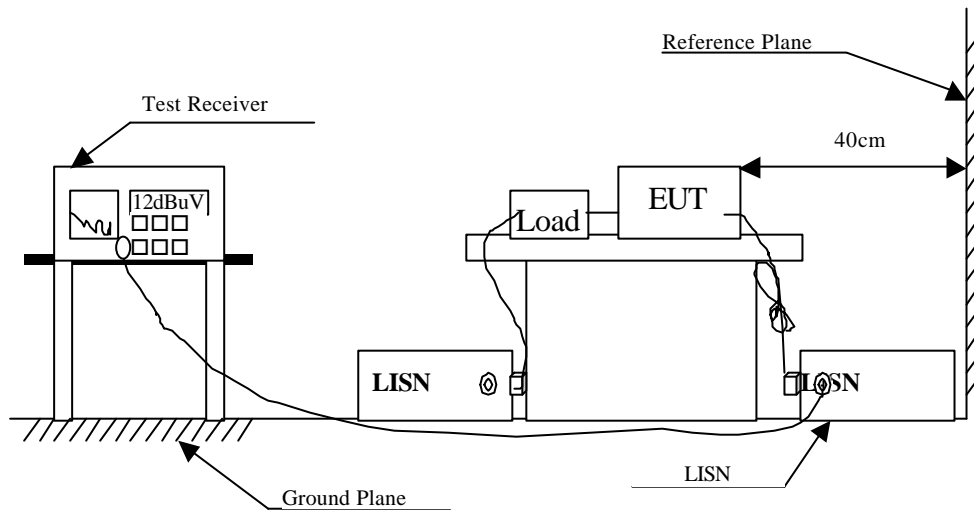 Reference Plane
Test Receiver
40cm
12dBuV
Load
EUT
LISN
LISN
LISN
Ground Plane